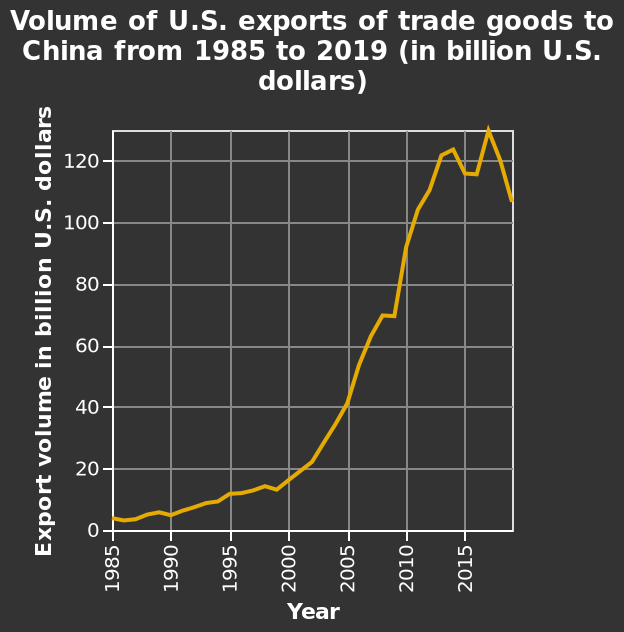 Volume of U.S. exports of trade goods to
China from 1985 to 2019 (in billion U.S.
dollars)
Export volume in billion U.S. dollars
120
100
80
60
40
20
0
1985
1990
1995
2000
2005
2010
2015
Year